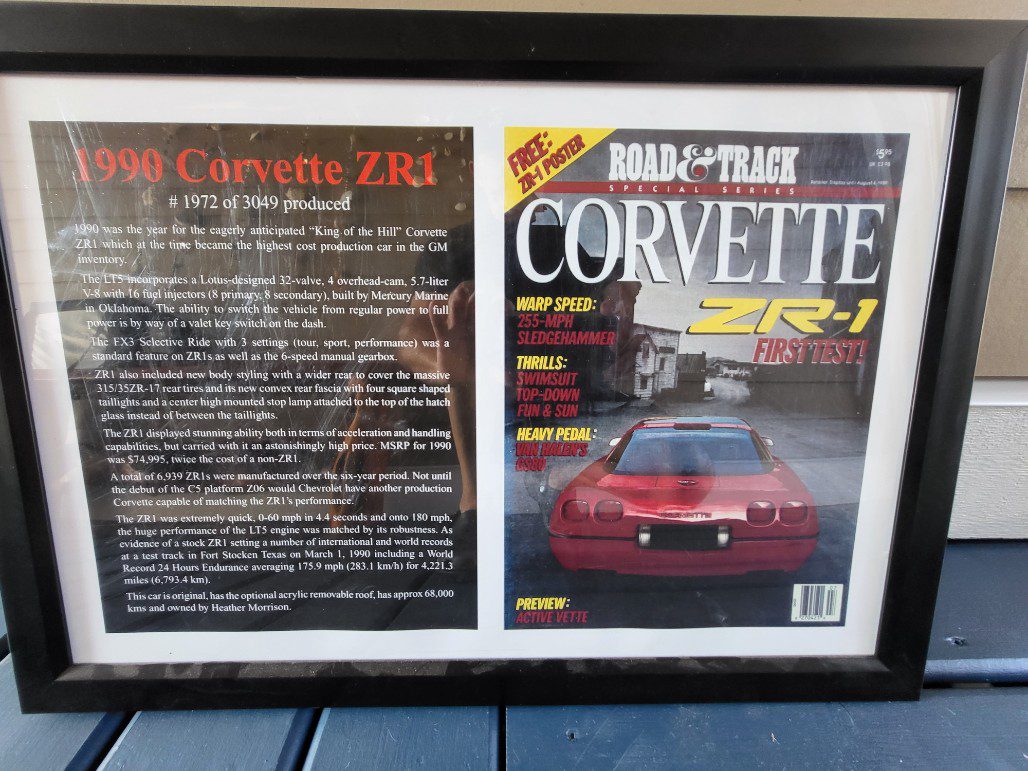 1990 Corvette ZR1
# 1972 of 3049 produced
1990 was the year for the eagerly anticipated “King of the Hill” Corvette
ZR1 which at the time became the highest cost production car in the GM
inventory.
The LT5 incorporates a Lotus-designed 32-valve, 4 overhead-cam, 5.7-liter
V-8 with 16 fuel injectors (8 primary, 8 secondary), built by Mercury Marine
in Oklahoma. The ability to switch the vehicle from regular power to full
power is by way of a valet key switch on the dash.
The FX3 Selective Ride with 3 settings (tour, sport, performance) was a
standard feature on ZR1s as well as the 6-speed manual gearbox.
ZR1 also included new body styling with a wider rear to cover the massive
315/35ZR-17 rear tires and its new convex rear fascia with four square shaped
taillights and a center high mounted stop lamp attached to the top of the hatch
glass instead of between the taillights.
The ZR1 displayed stunning ability both in terms of acceleration and handling
capabilities, but carried with it an astonishingly high price. MSRP for 1990
was $74,995, twice the cost of a non-ZR1.
A total of 6,939 ZR1s were manufactured over the six-year period. Not until
the debut of the C5 platform Z06 would Chevrolet have another production
Corvette capable of matching the ZR1's performance.
The ZR1 was extremely quick, 0-60 mph in 4.4 seconds and onto 180 mph,
the huge performance of the LT5 engine was matched by its robustness. As
evidence of a stock ZR1 setting a number of international and world records
at a test track in Fort Stocken Texas on March 1, 1990 including a World
Record 24 Hours Endurance averaging 175.9 mph (283.1 km/h) for 4,221.3
miles (6,793.4 km).
This car is original, has the optional acrylic removable roof, has approx 68,000
kms and owned by Heather Morrison.
FREE:
ZR-1 POSTER
ROAD & TRACK
SPECIAL SERIES
CORVETTE
ZR-1
FIRST TEST!
WARP SPEED:
255-MPH
SLEDGEHAMMER
THRILLS:
SWIMSUIT
TOP-DOWN
FUN & SUN
HEAVY PEDAL:
VAN HALEN'S
CORVETTE
PREVIEW:
ACTIVE VETTE